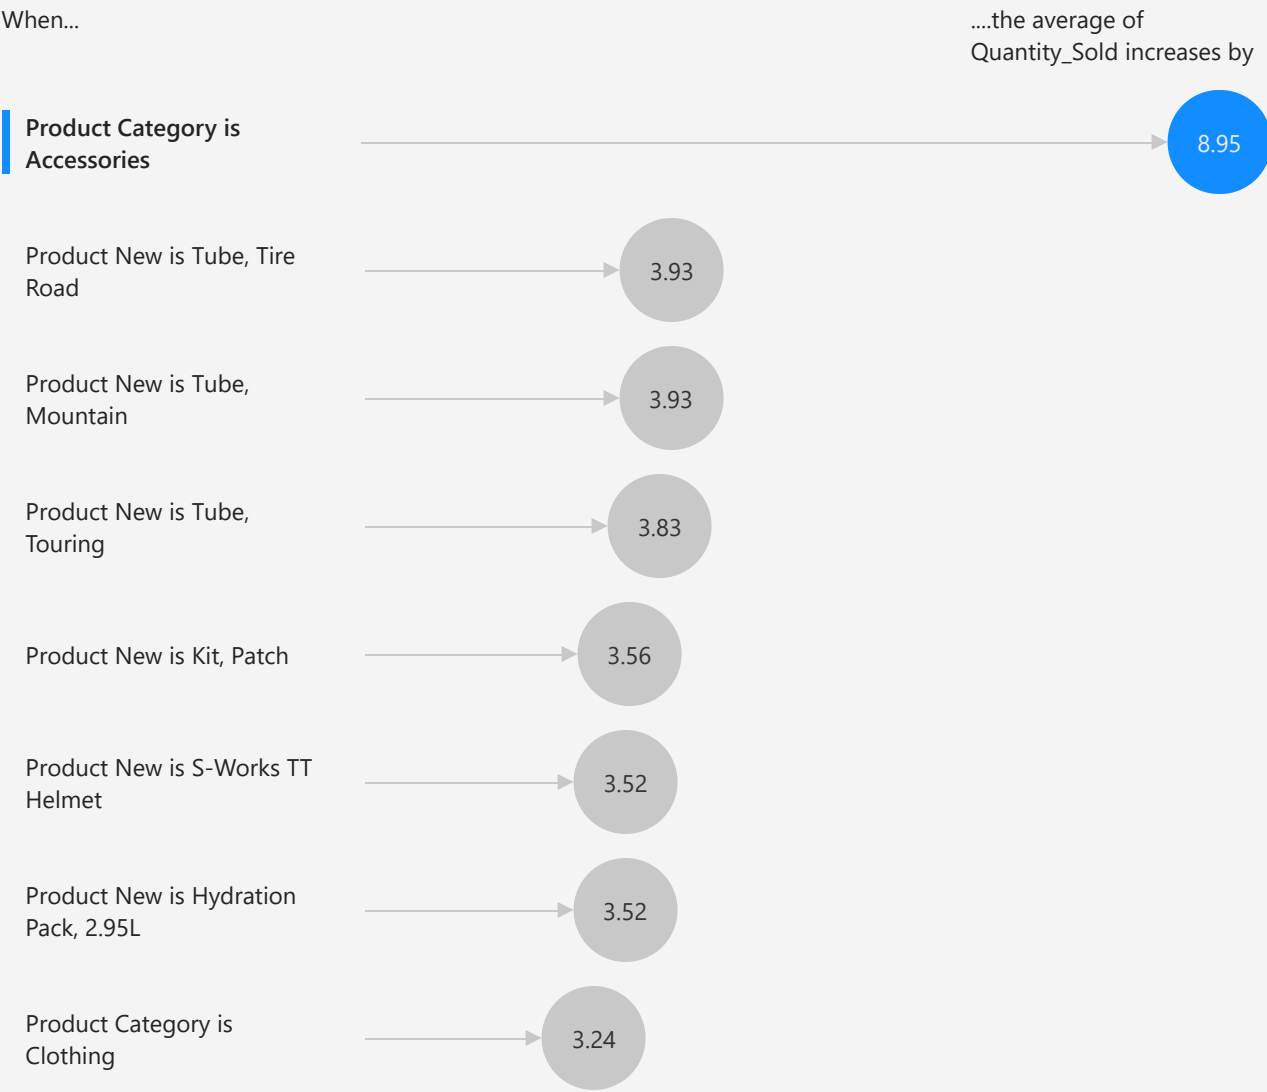 When...
....the average of
Quantity_Sold increases by
Product Category is
Accessories
8.95
Product New is Tube, Tire
Road
3.93
Product New is Tube,
Mountain
3.93
Product New is Tube,
Touring
3.83
Product New is Kit, Patch
3.56
Product New is S-Works TT
Helmet
3.52
Product New is Hydration
Pack, 2.95L
3.52
Product Category is
Clothing
3.24